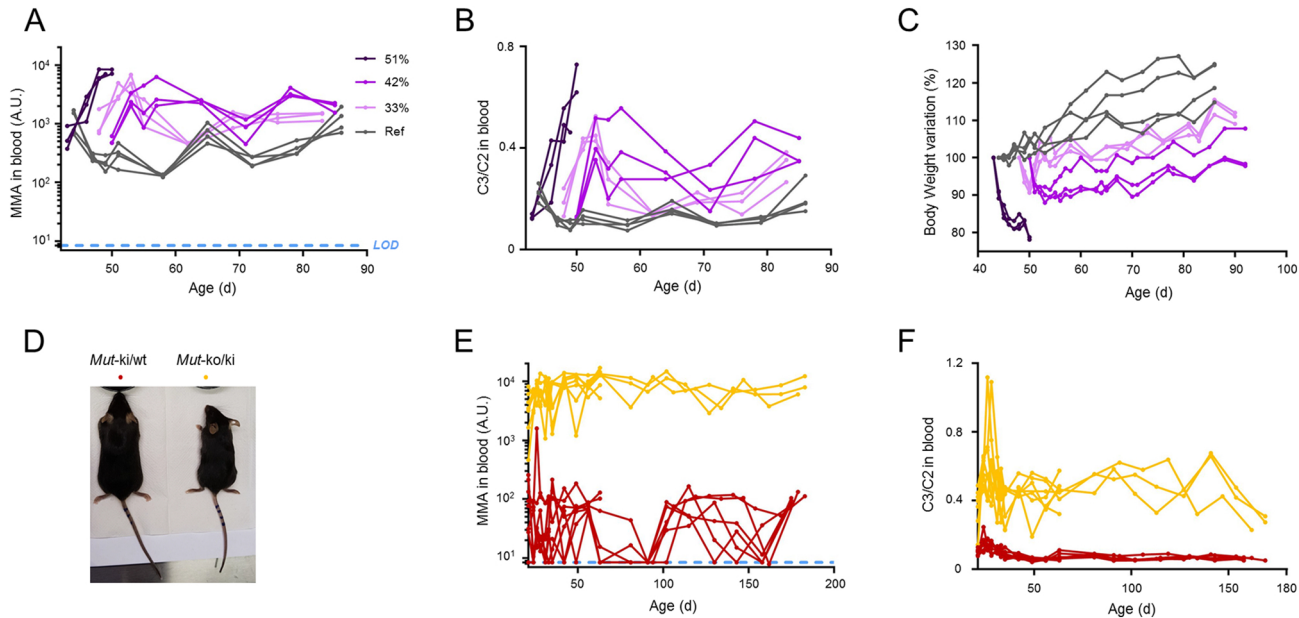 A
MMA in blood (A.U.)
10^4
10^3
10^2
10^1
50
60
70
80
90
Age (d)
LOD
51%
42%
33%
Ref
B
C3/C2 in blood
0.8
0.4
0
50
60
70
80
90
Age (d)
C
Body Weight variation (%)
130
120
110
100
90
80
40
50
60
70
80
90
100
Age (d)
D
Mut-ki/wt
Mut-ko/ki
E
MMA in blood (A.U.)
10^4
10^3
10^2
10^1
50
100
150
200
Age (d)
F
C3/C2 in blood
1.2
0.8
0.4
0
50
100
150
180
Age (d)